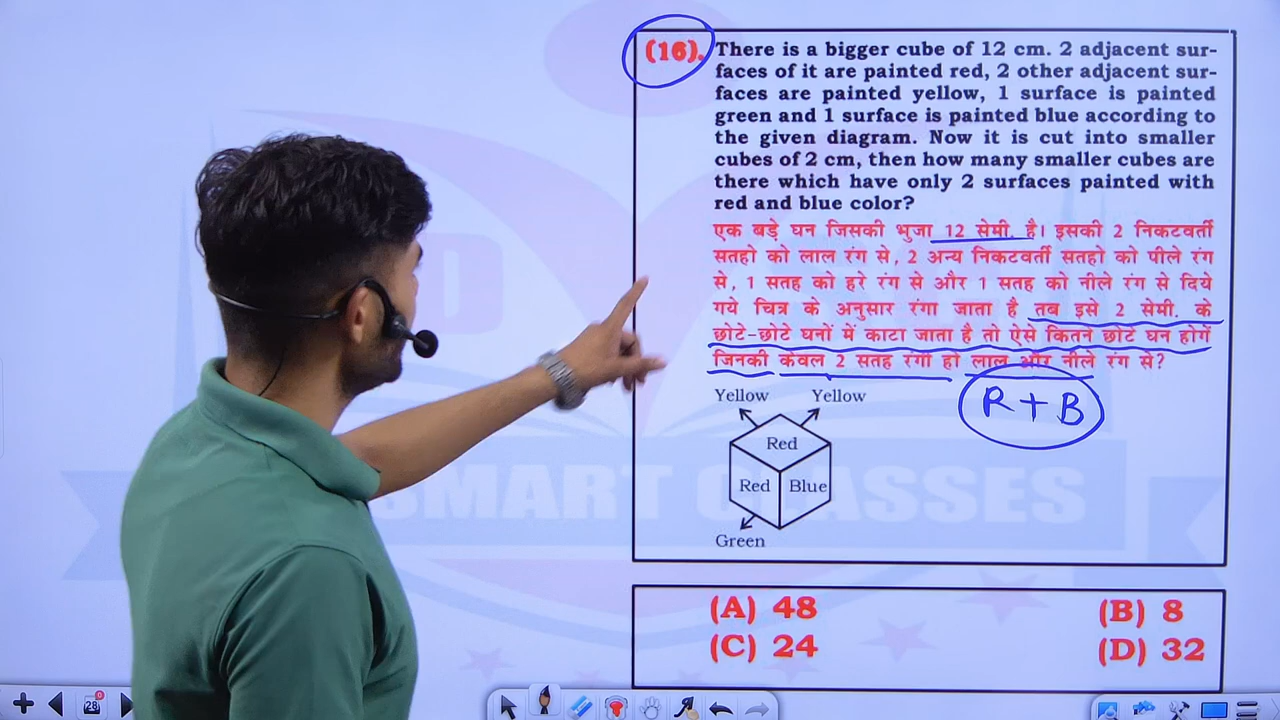 (16). There is a bigger cube of 12 cm. 2 adjacent sur-
faces of it are painted red, 2 other adjacent sur-
faces are painted yellow, 1 surface is painted
green and 1 surface is painted blue according to
the given diagram. Now it is cut into smaller
cubes of 2 cm, then how many smaller cubes are
there which have only 2 surfaces painted with
red and blue color?
एक बड़े घन जिसकी भुजा 12 सेमी. है। इसकी 2 निकटवर्ती
सतहो को लाल रंग से, 2 अन्य निकटवर्ती सतहो को पीले रंग
से, 1 सतह को हरे रंग से और 1 सतह को नीले रंग से दिये
गये चित्र के अनुसार रंगा जाता है तब इसे 2 सेमी. के
छोटे-छोटे घनों में काटा जाता है तो ऐसे कितने छोटे घन होगें
जिनकी केवल 2 सतह रंगी हो लाल और नीले रंग से?
R + B
Yellow Yellow
Red
Red Blue
Green
(A) 48 (B) 8
(C) 24 (D) 32
SMART CLASSES
28